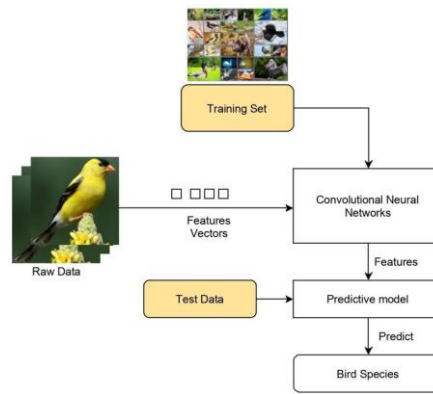 Training Set
Convolutional Neural
Networks
Features
Vectors
Raw Data
Features
Test Data
Predictive model
Predict
Bird Species